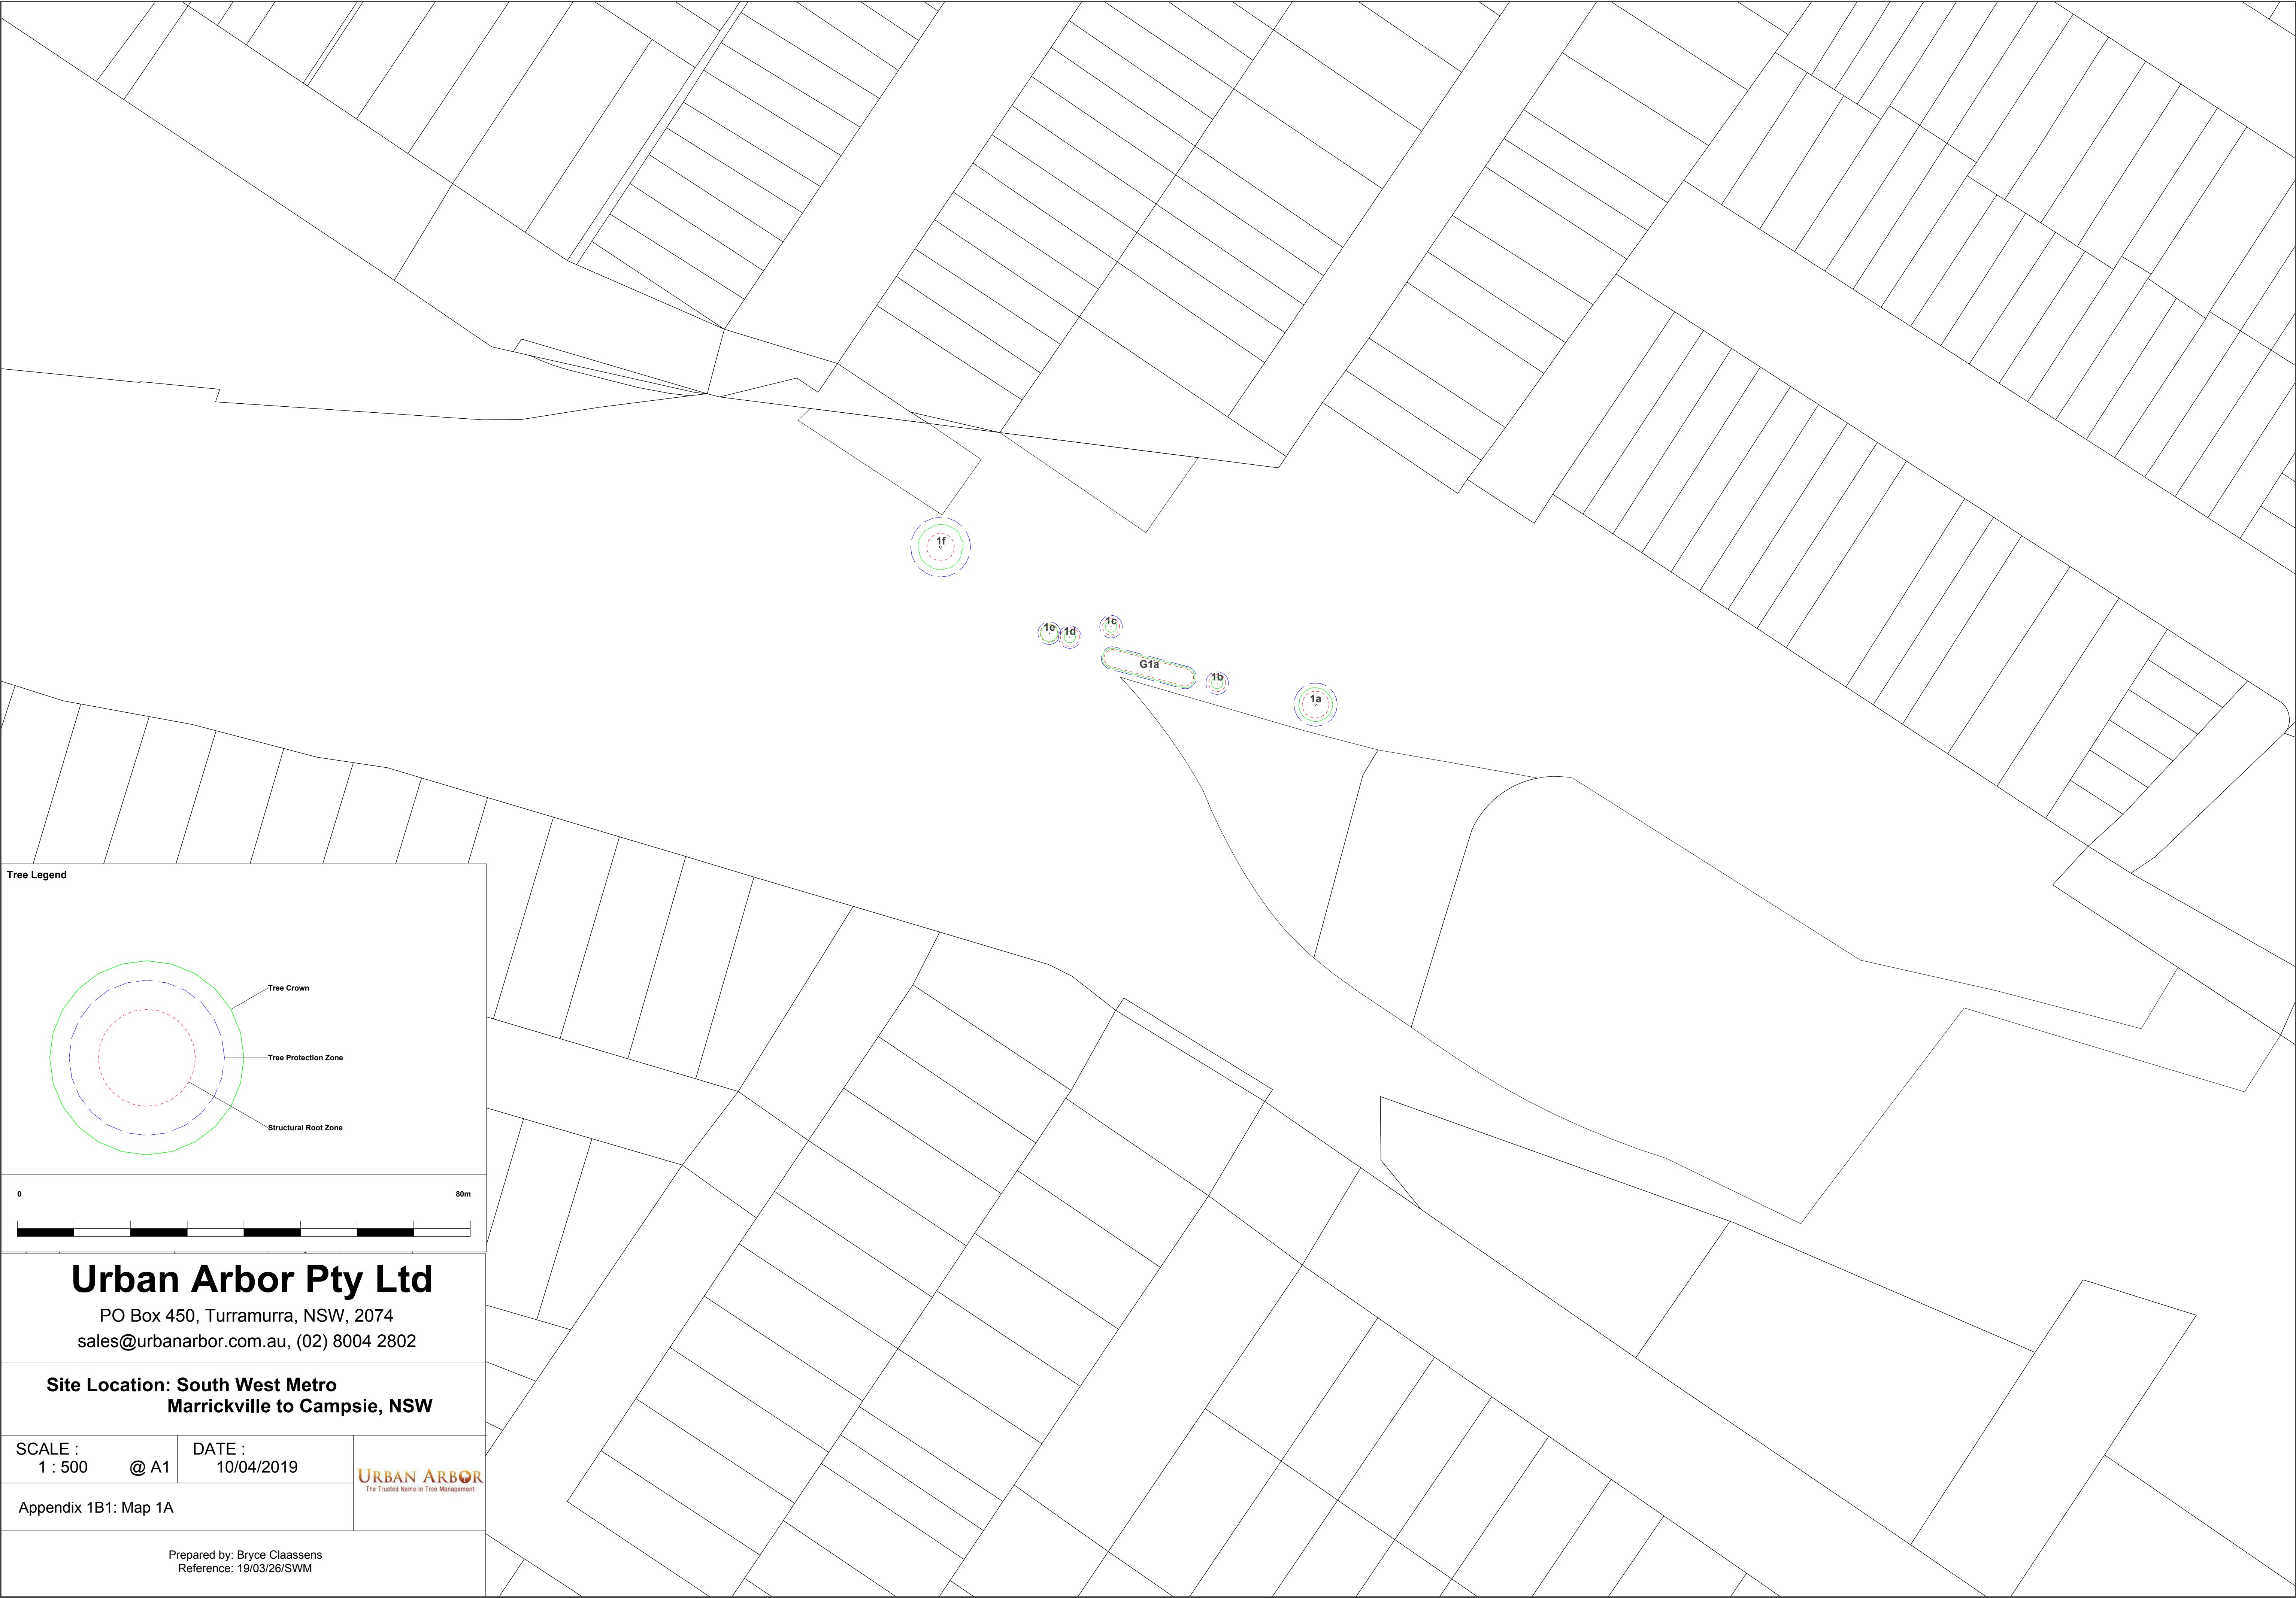 1f
1e
1d
1c
G1a
1b
1a
Tree Legend
Tree Crown
Tree Protection Zone
Structural Root Zone
0 80m
Urban Arbor Pty Ltd
PO Box 450, Turramurra, NSW, 2074
sales@urbanarbor.com.au, (02) 8004 2802
Site Location: South West Metro
Marrickville to Campsie, NSW
SCALE :
1 : 500 @ A1
DATE :
10/04/2019
URBAN ARBOR
The Trusted Name in Tree Management
Appendix 1B1: Map 1A
Prepared by: Bryce Claassens
Reference: 19/03/26/SWM